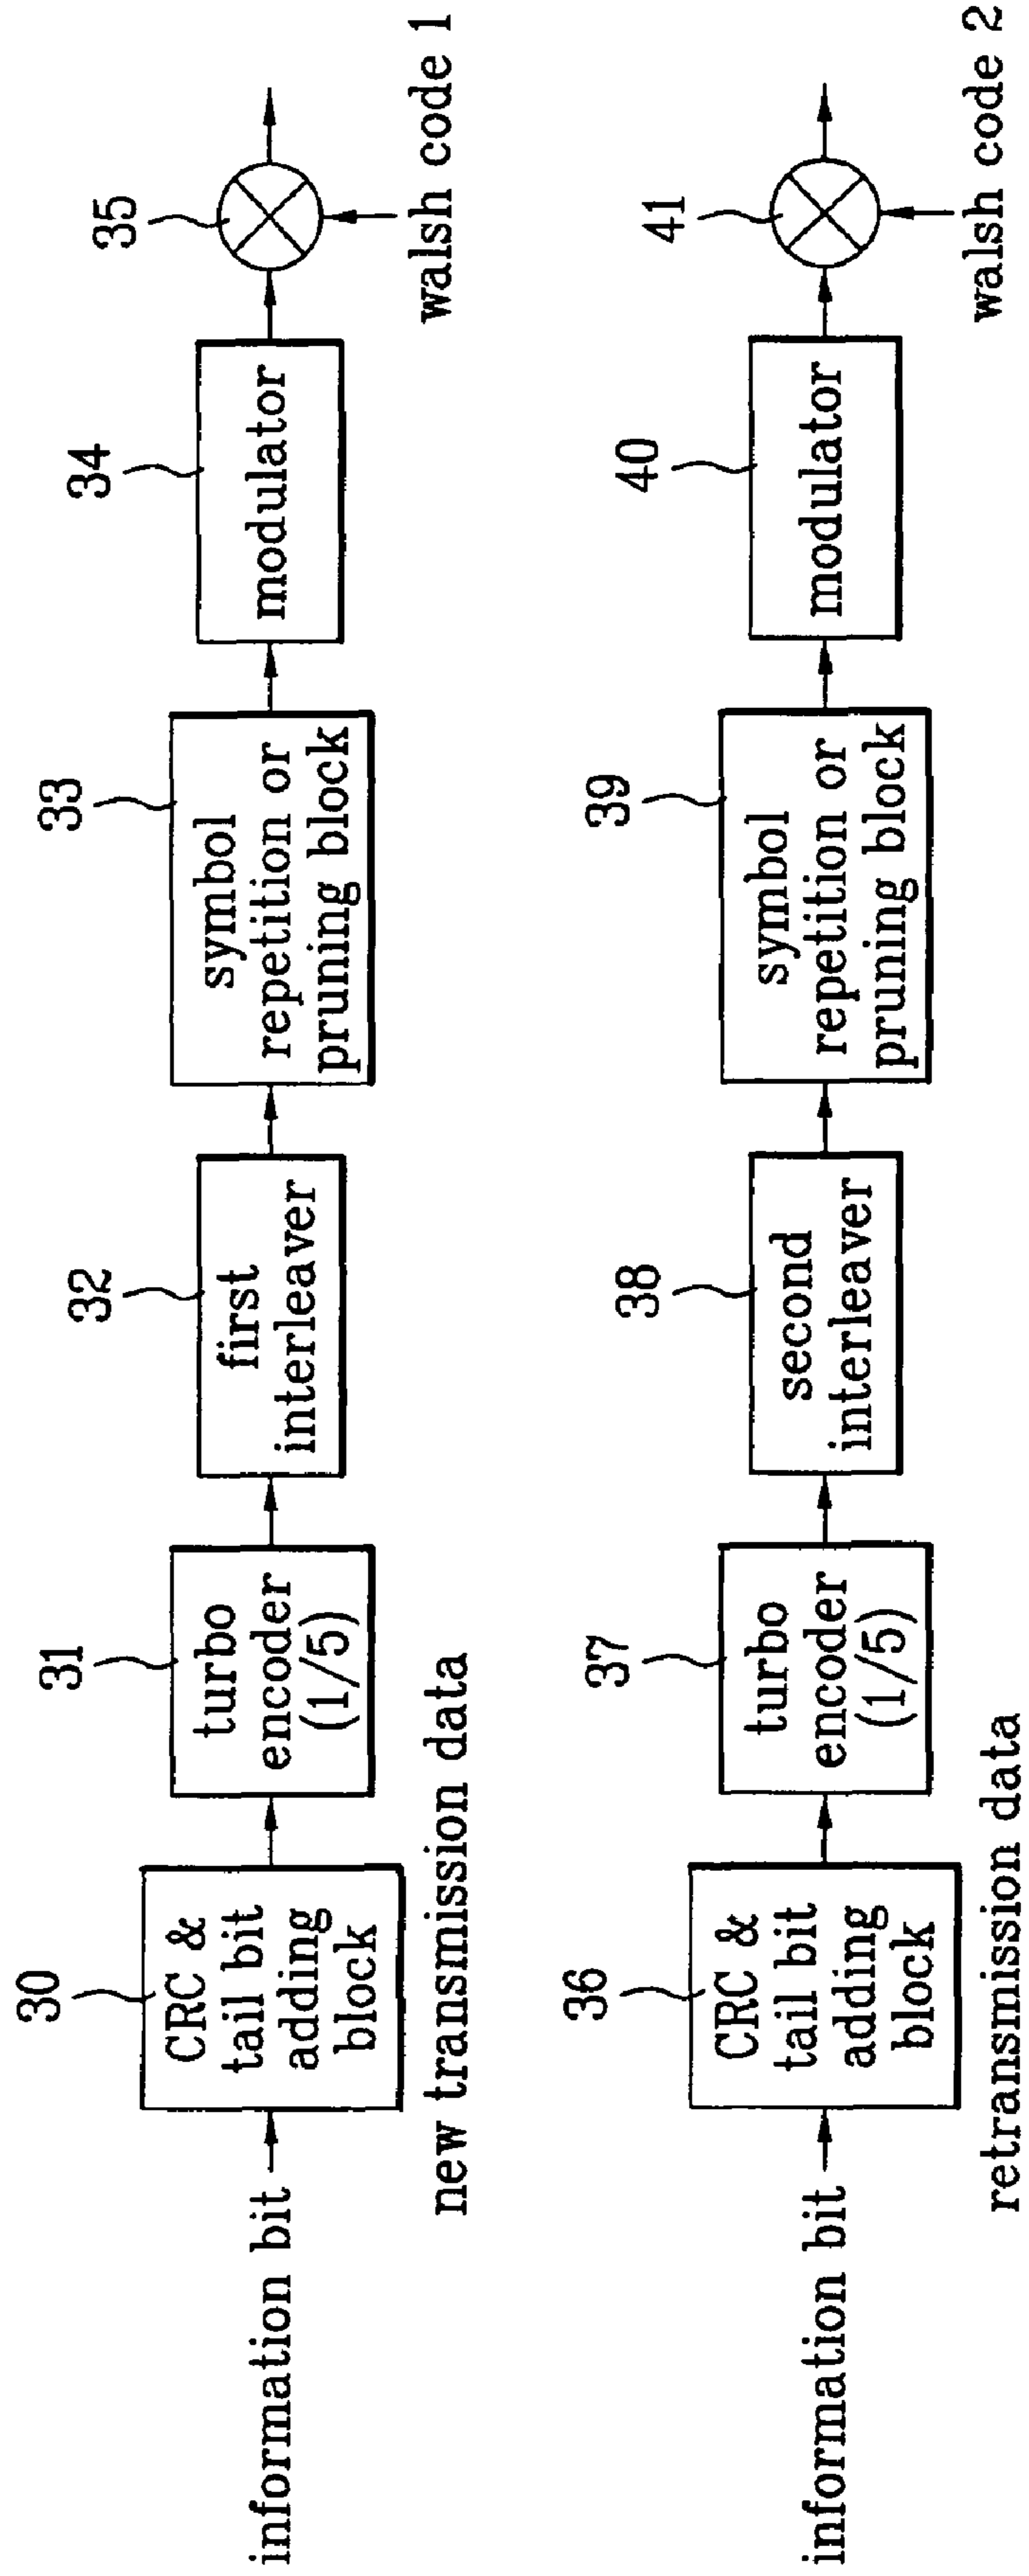 information bit
30
CRC &
tail bit
adding
block
new transmission data
31
turbo
encoder
(1/5)
32
first
interleaver
33
symbol
repetition or
pruning block
34
modulator
35
walsh code 1
information bit
36
CRC &
tail bit
adding
block
retransmission data
37
turbo
encoder
(1/5)
38
second
interleaver
39
symbol
repetition or
pruning block
40
modulator
41
walsh code 2